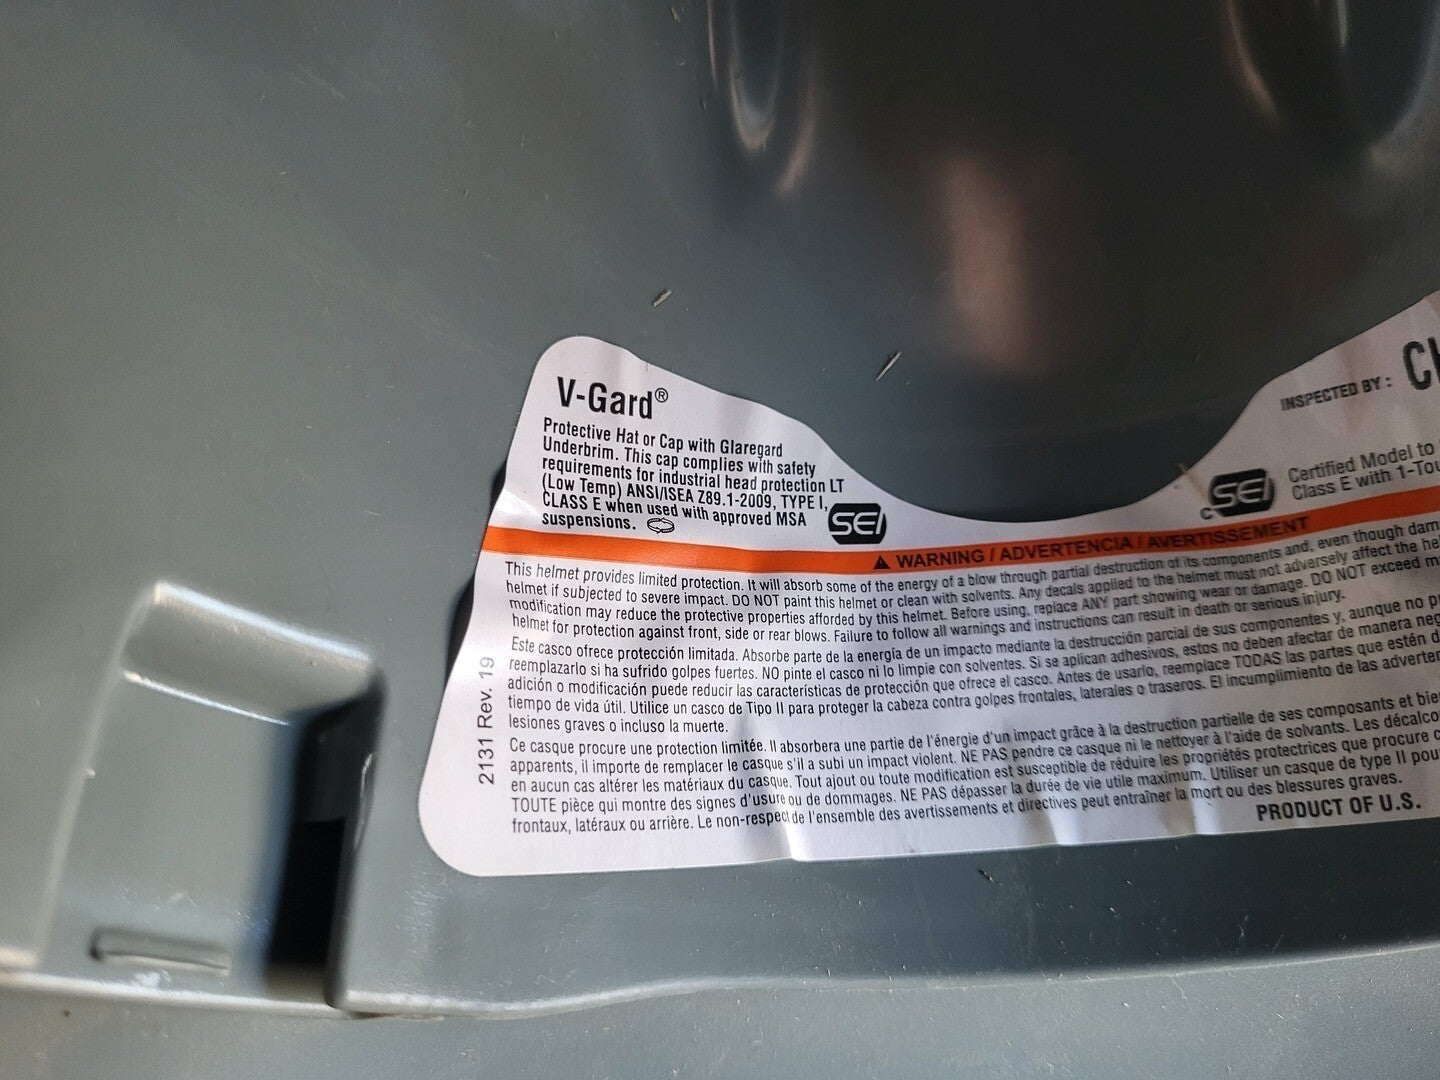 V-Gard®
Protective Hat or Cap with Glaregard
Underbrim. This cap complies with safety
requirements for industrial head protection LT
(Low Temp) ANSI/ISEA Z89.1-2009, TYPE I,
CLASS E when used with approved MSA
suspensions.
SEI
INSPECTED BY :
SEI
Certified Model to
Class E with
WARNING / ADVERTENCIA / AVERTISSEMENT
This helmet provides limited protection. It will absorb some of the energy of a blow through partial destruction of its components and, even though
helmet if subjected to severe impact. DO NOT paint this helmet or clean with solvents. Any decals applied to the helmet must not adversely affect the
modification may reduce the protective properties afforded by this helmet. Before using, replace ANY part showing wear or damage. DO NOT exceed
helmet for protection against front, side or rear blows. Failure to follow all warnings and instructions can result in death or serious injury.
Este casco ofrece protección limitada. Absorbe parte de la energía de un impacto mediante la destrucción parcial de sus componentes y, aunque no
reemplazarlo si ha sufrido golpes fuertes. NO pinte el casco ni lo limpie con solventes. Si se aplican adhesivos, estos no deben afectar de manera
adición o modificación puede reducir las características de protección que ofrece el casco. Antes de usarlo, reemplace TODAS las partes que estén
tiempo de vida útil. Utilice un casco de Tipo II para proteger la cabeza contra golpes frontales, laterales o traseros. El incumplimiento de las
lesiones graves o incluso la muerte.
Ce casque procure une protection limitée. Il absorbera une partie de l'énergie d'un impact grâce à la destruction partielle de ses composants et
apparents, il importe de remplacer le casque s'il a subi un impact violent. NE PAS pendre ce casque ni le nettoyer à l'aide de solvants. Les
en aucun cas altérer les matériaux du casque. Tout ajout ou toute modification est susceptible de réduire les propriétés protectrices que procure
TOUTE pièce qui montre des signes d'usure ou de dommages. NE PAS dépasser la durée de vie utile maximum. Utiliser un casque de type II
frontaux, latéraux ou arrière. Le non-respect de l'ensemble des avertissements et directives peut entraîner la mort ou des blessures graves.
PRODUCT OF U.S.
2131 Rev. 19